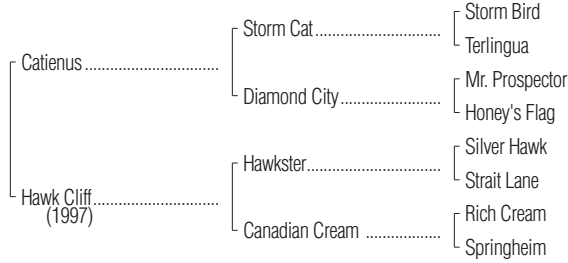 Storm Bird
Storm Cat
Terlingua
Catienus
Mr. Prospector
Diamond City
Honey's Flag
Silver Hawk
Hawkster
Strait Lane
Hawk Cliff
(1997)
Rich Cream
Canadian Cream
Springheim